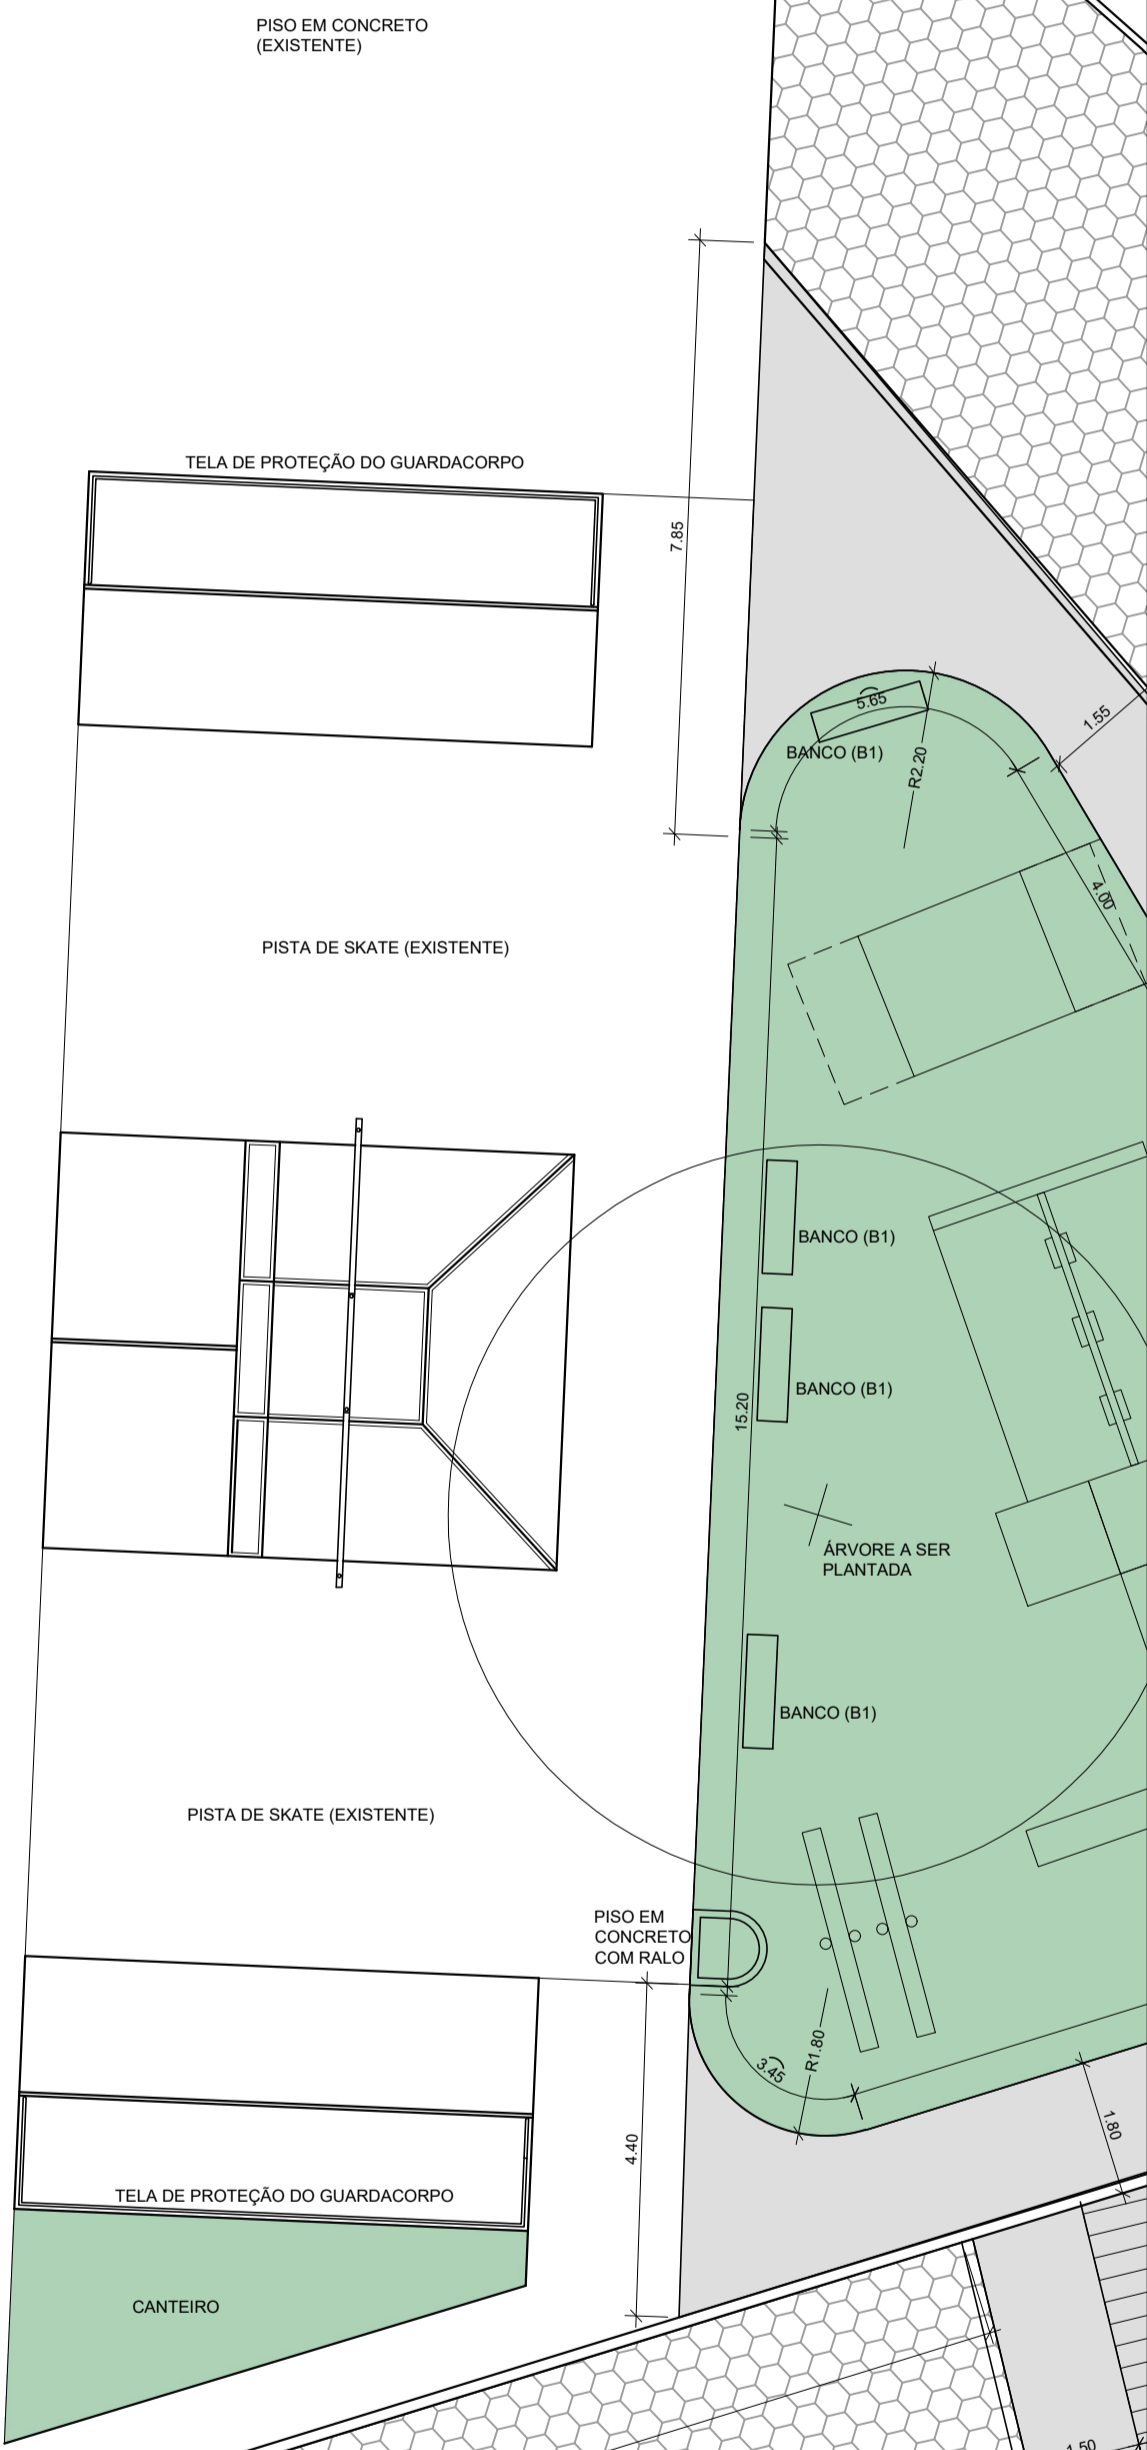 PISO EM CONCRETO
(EXISTENTE)
TELA DE PROTEÇÃO DO GUARDACORPO
7.85
5.65
BANCO (B1)
R2.20
1.55
4.00
PISTA DE SKATE (EXISTENTE)
BANCO (B1)
BANCO (B1)
15.20
ÁRVORE A SER
PLANTADA
BANCO (B1)
PISTA DE SKATE (EXISTENTE)
PISO EM
CONCRETO
COM RALO
R1.80
3.45
4.40
1.80
TELA DE PROTEÇÃO DO GUARDACORPO
CANTEIRO
1.50